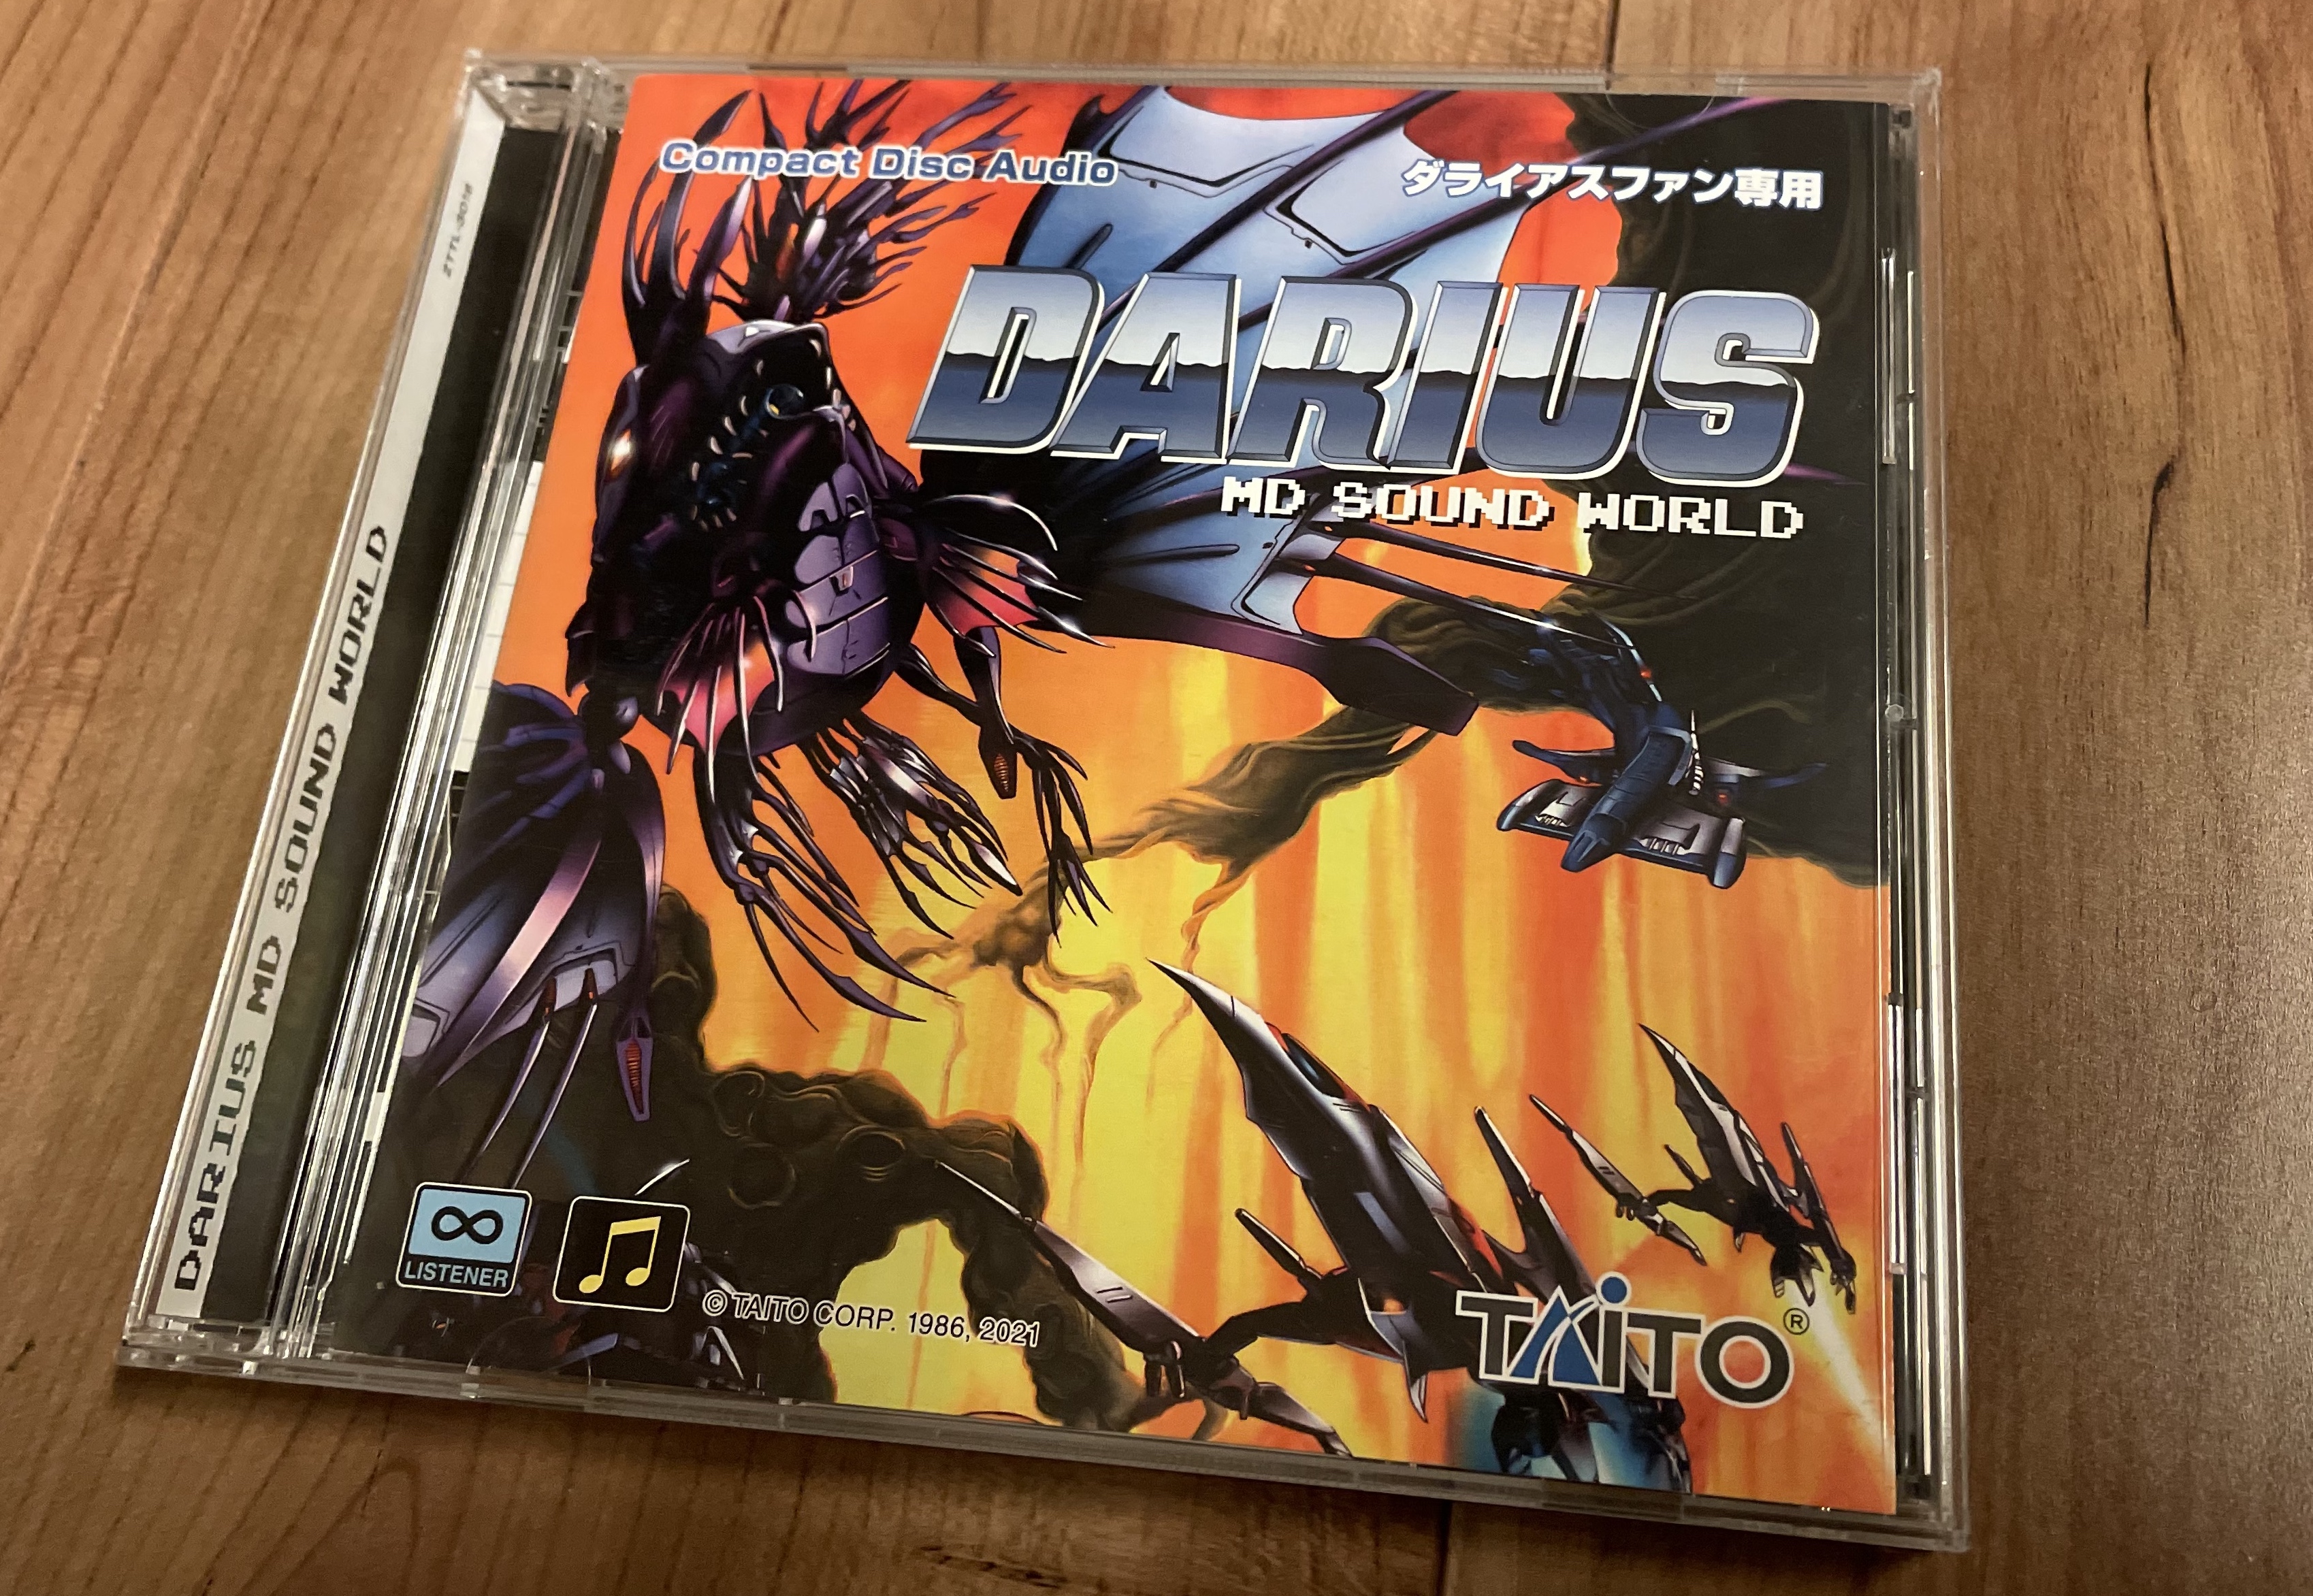 Compact Disc Audio
ダライアスファン専用
DARIUS
MD SOUND WORLD
∞
LISTENER
© TAITO CORP. 1986, 2021
TAITO®
DARIUS MD SOUND WORLD